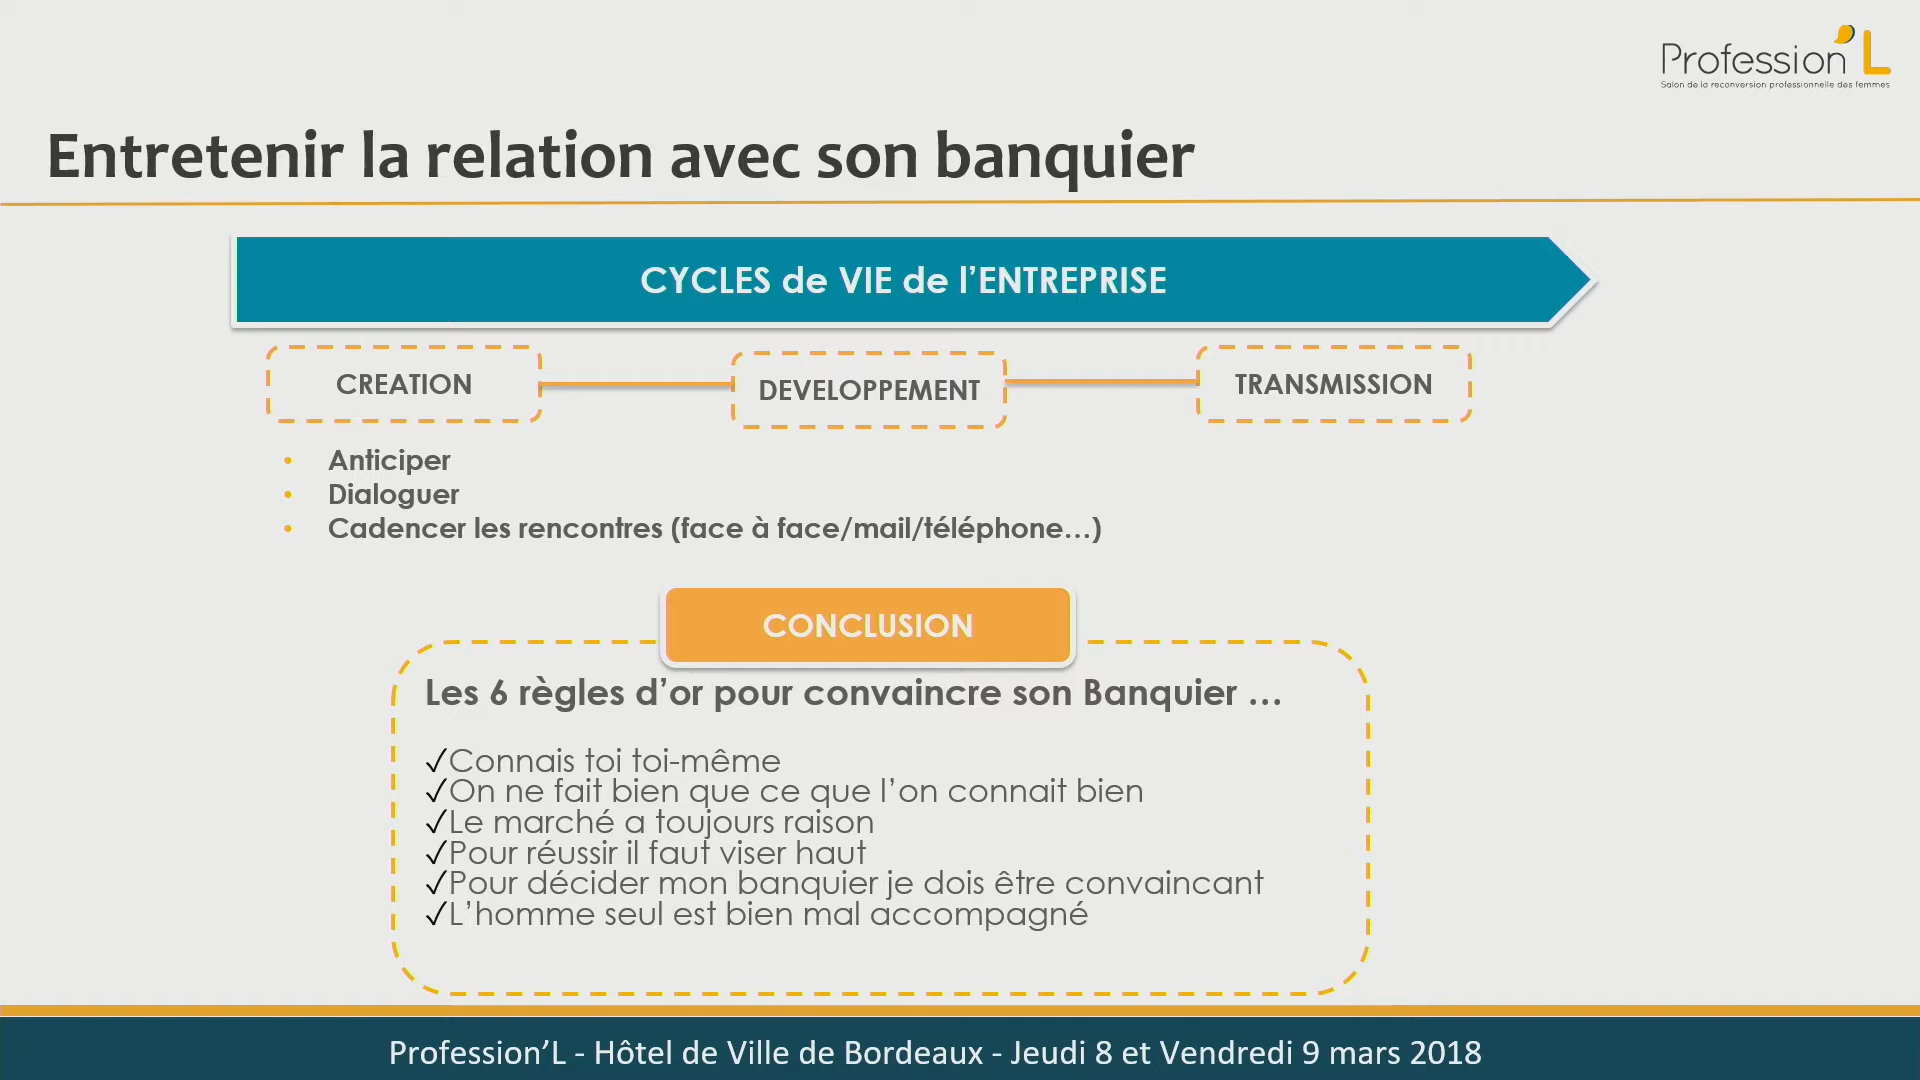 Profession'L
Salon de la reconversion professionnelle des femmes
Entretenir la relation avec son banquier
CYCLES de VIE de l’ENTREPRISE
CREATION
DEVELOPPEMENT
TRANSMISSION
• Anticiper
• Dialoguer
• Cadencer les rencontres (face à face/mail/téléphone…)
CONCLUSION
Les 6 règles d’or pour convaincre son Banquier …
✓Connais toi toi-même
✓On ne fait bien que ce que l’on connait bien
✓Le marché a toujours raison
✓Pour réussir il faut viser haut
✓Pour décider mon banquier je dois être convaincant
✓L’homme seul est bien mal accompagné
Profession’L - Hôtel de Ville de Bordeaux - Jeudi 8 et Vendredi 9 mars 2018